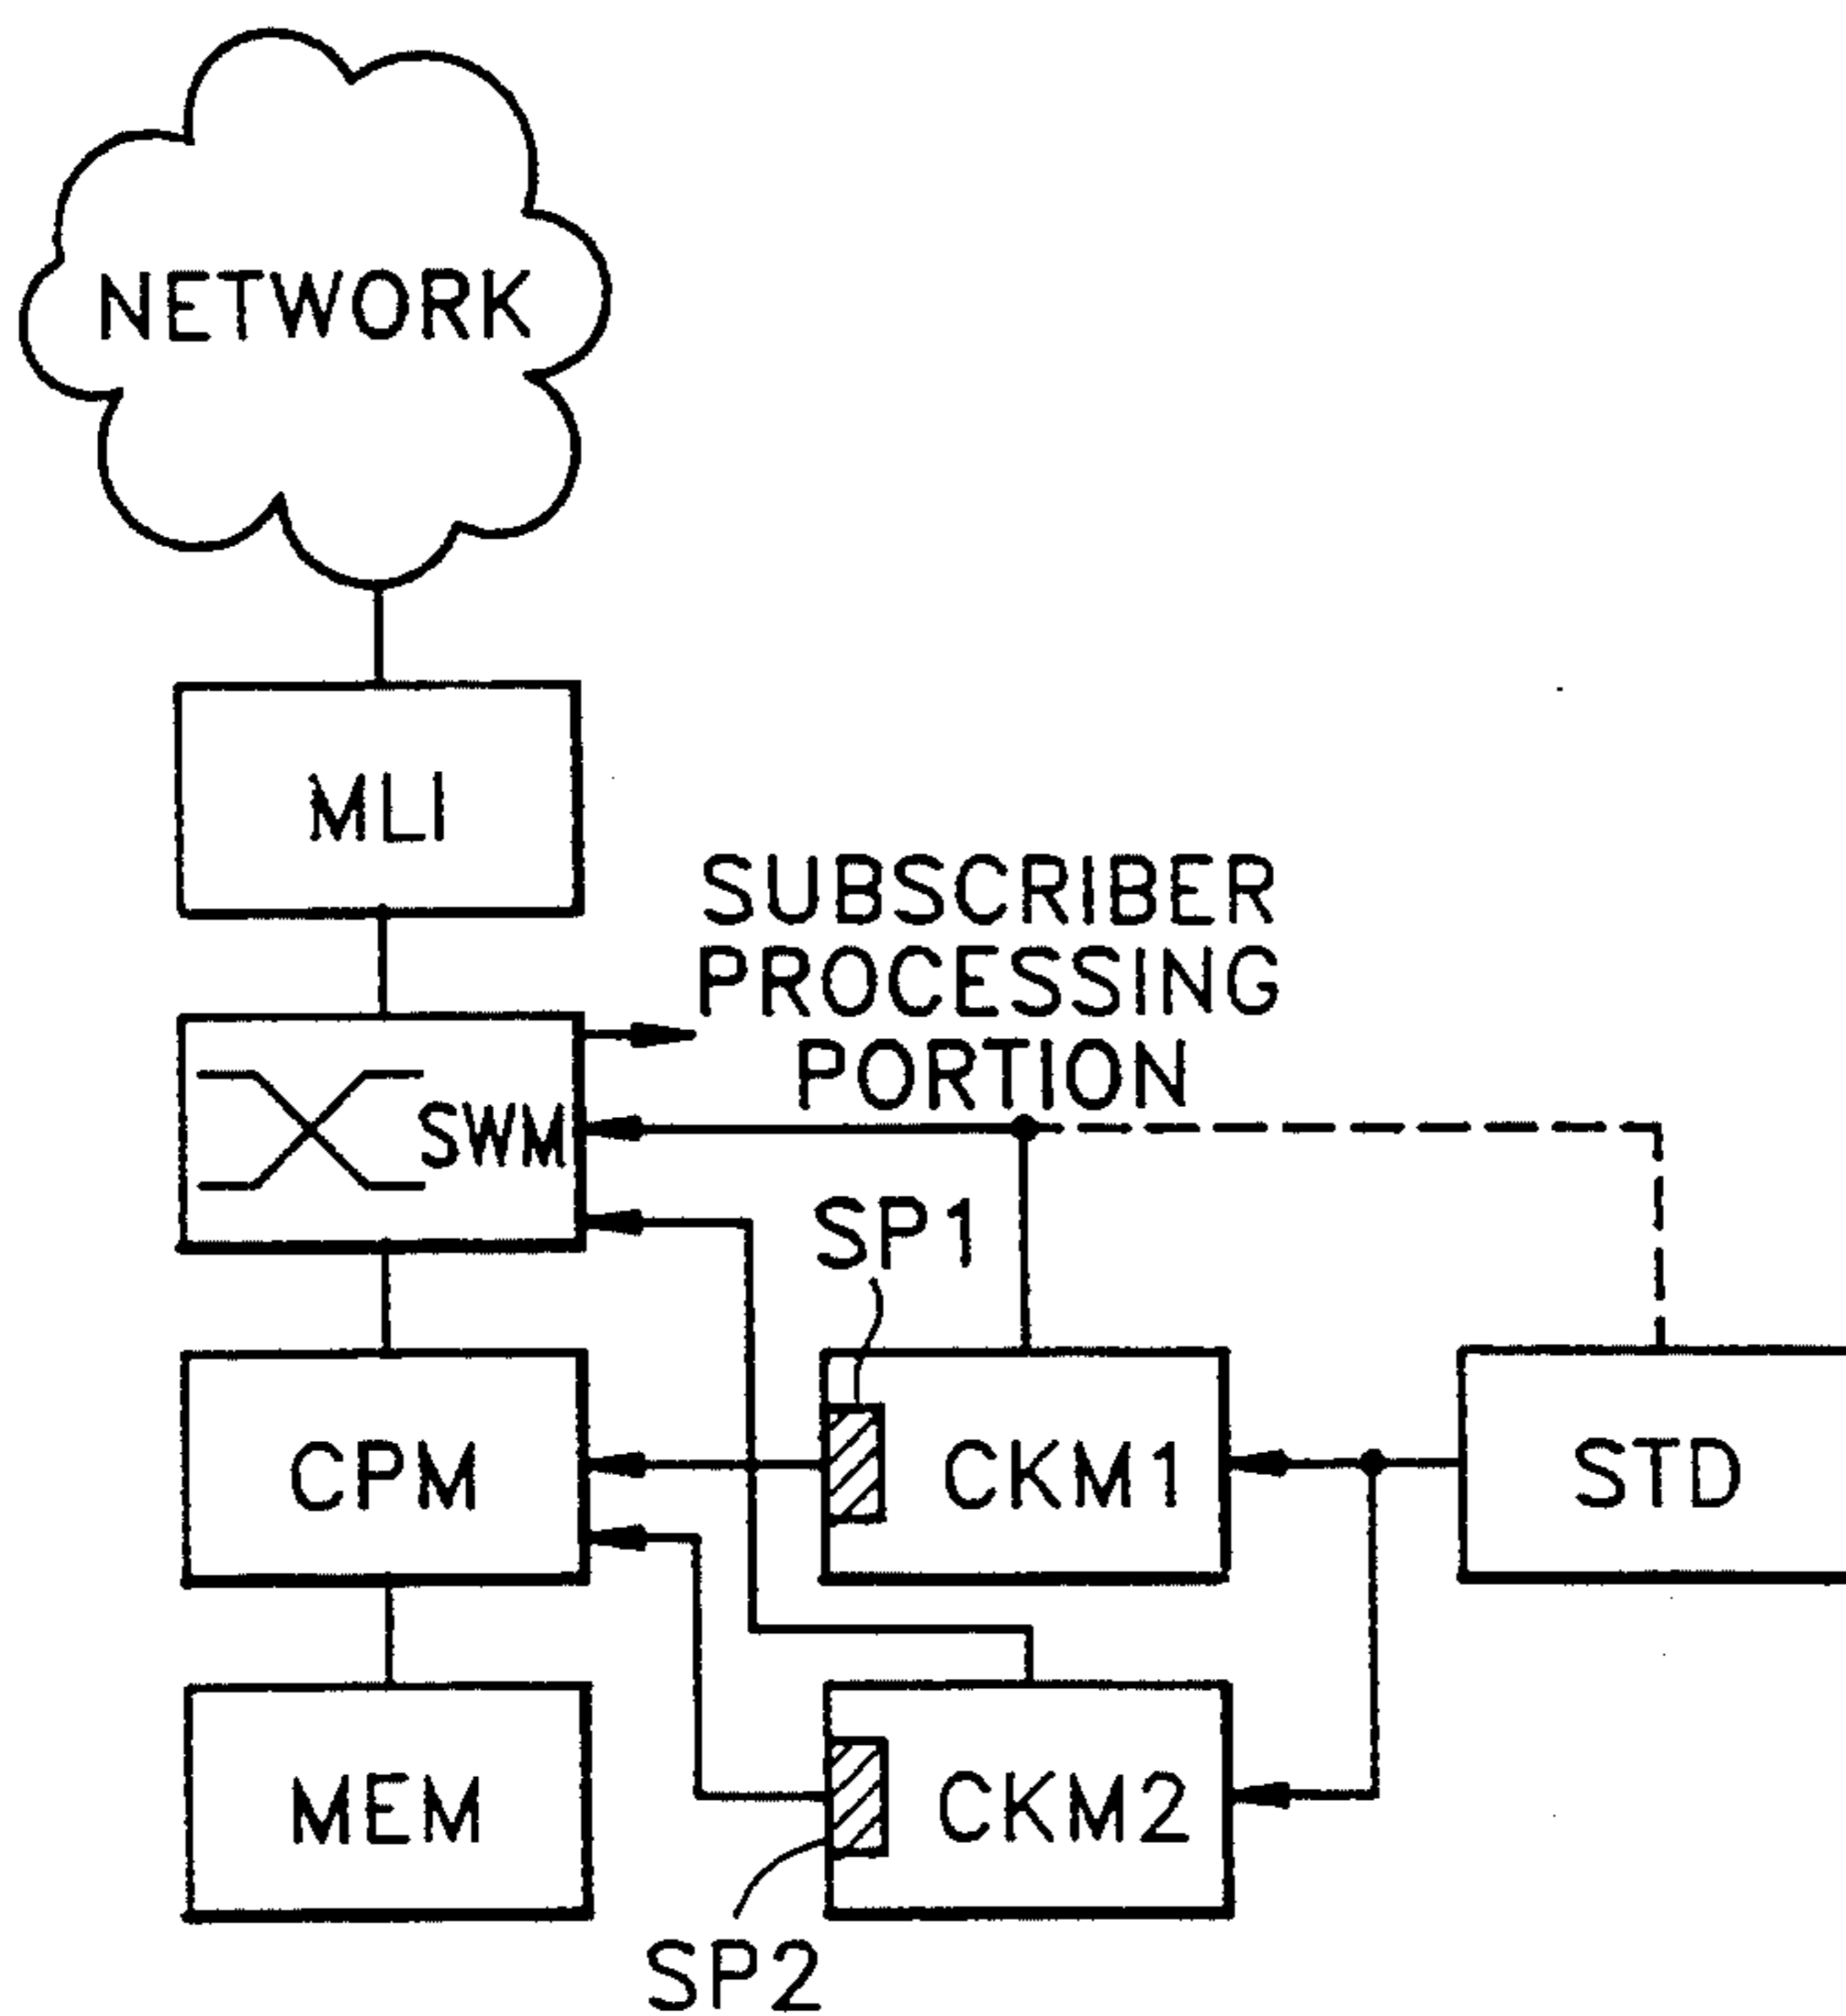 NETWORK
MLI
SUBSCRIBER
PROCESSING
PORTION
SWM
SP1
CPM
CKM1
STD
MEM
CKM2
SP2